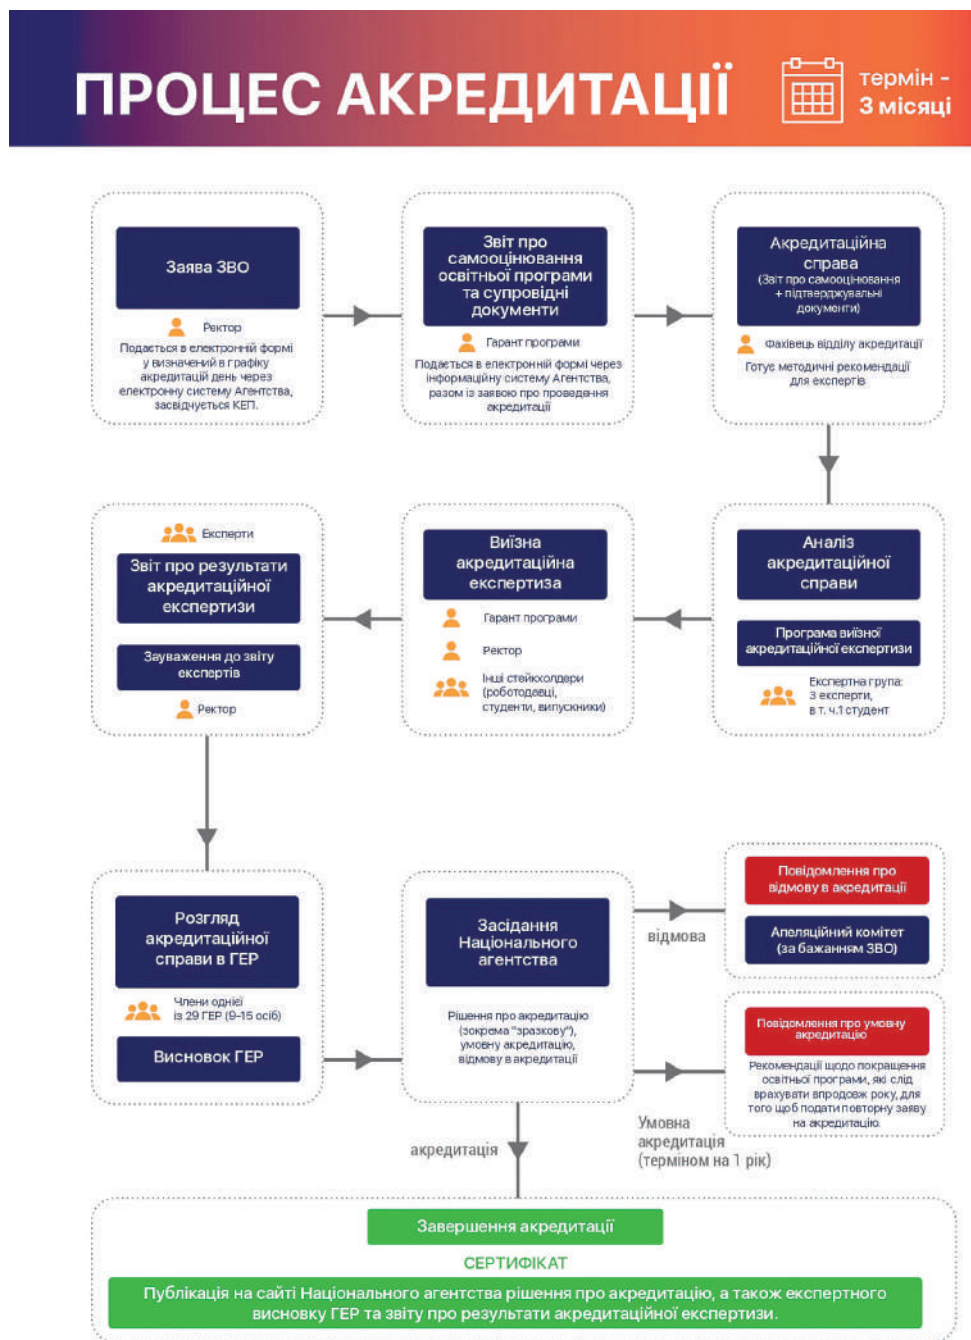 ПРОЦЕС АКРЕДИТАЦІЇ
термін -
3 місяці
Заява ЗВО
Ректор
Подається в електронній формі
у визначений в графіку
акредитацій день через
електронну систему Агентства,
засвідчується КЕП.
Звіт про
самооцінювання
освітньої програми
та супровідні
документи
Гарант програми
Подається в електронній формі через
інформаційну систему Агентства,
разом із заявою про проведення
акредитації
Акредитаційна
справа
(Звіт про самооцінювання
+ підтверджувальні
документи)
Фахівець відділу акредитації
Готує методичні рекомендації
для експертів
Експерти
Звіт про результати
акредитаційної
експертизи
Зауваження до звіту
експертів
Ректор
Виїзна
акредитаційна
експертиза
Гарант програми
Ректор
Інші стейкхолдери
(роботодавці,
студенти, випускники)
Аналіз
акредитаційної
справи
Програма виїзної
акредитаційної експертизи
Експертна група:
3 експерти,
в т. ч.1 студент
Розгляд
акредитаційної
справи в ГЕР
Члени однієї
із 29 ГЕР (9–15 осіб)
Висновок ГЕР
Засідання
Національного
агентства
Рішення про акредитацію
(зокрема "зразкову"),
умовну акредитацію,
відмову в акредитації
відмова
Повідомлення про
відмову в акредитації
Апеляційний комітет
(за бажанням ЗВО)
Повідомлення про умовну
акредитацію
Рекомендації щодо покращення
освітньої програми, які слід
врахувати впродовж року, для
того щоб подати повторну заяву
на акредитацію.
Умовна
акредитація
(терміном на 1 рік)
акредитація
Завершення акредитації
СЕРТИФІКАТ
Публікація на сайті Національного агентства рішення про акредитацію, а також експертного
висновку ГЕР та звіту про результати акредитаційної експертизи.